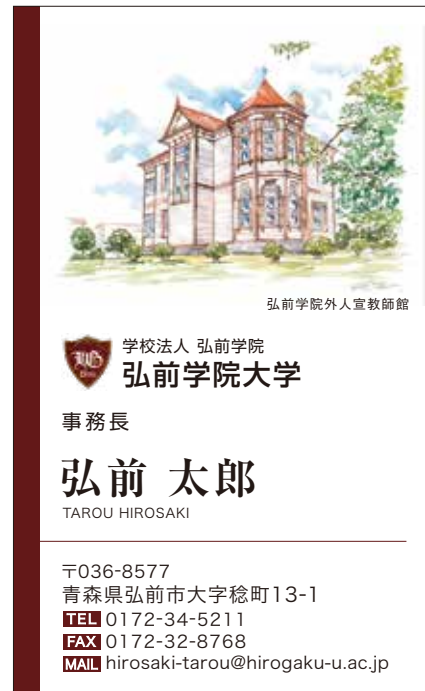 弘前学院外人宣教師館
学校法人 弘前学院
弘前学院大学
事務長
弘前 太郎
TAROU HIROSAKI
〒036-8577
青森県弘前市大字稔町13-1
TEL 0172-34-5211
FAX 0172-32-8768
MAIL hirosaki-tarou@hirogaku-u.ac.jp